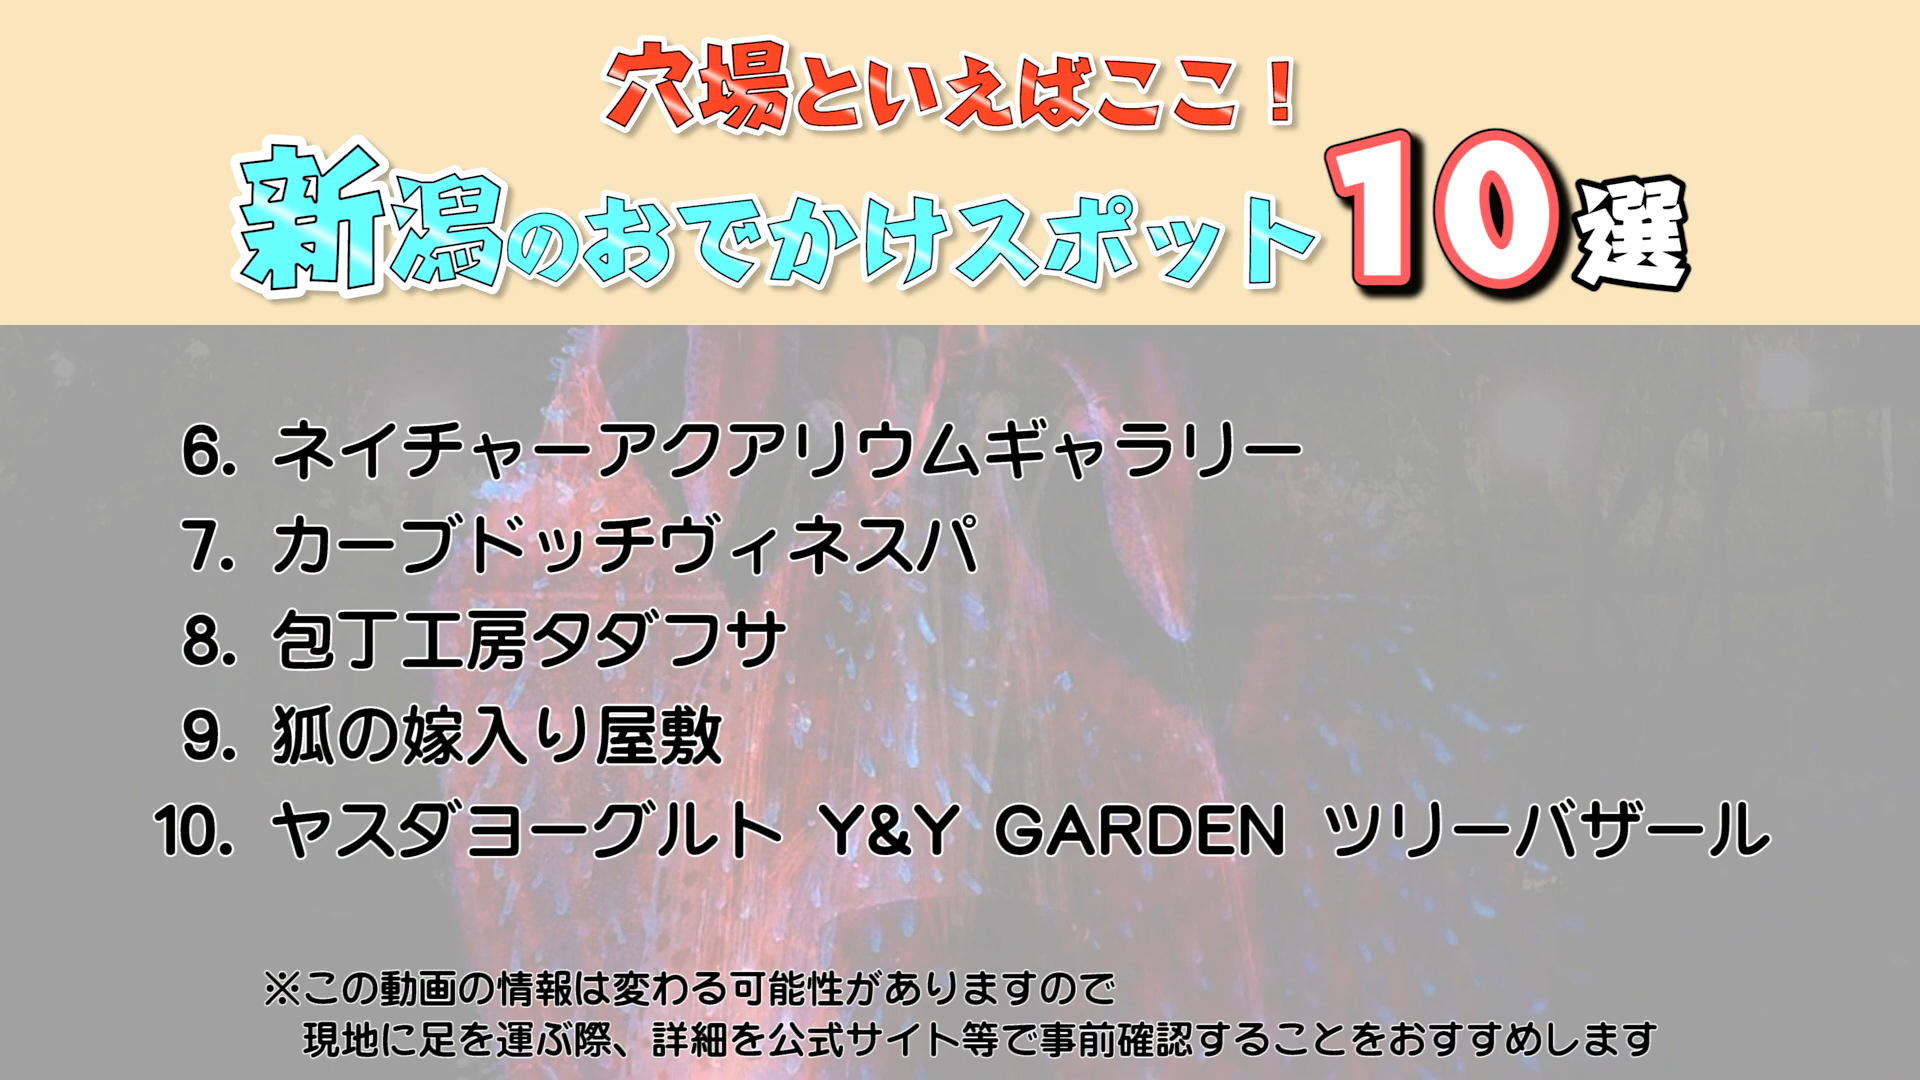 穴場といえばここ！
新潟のおでかけスポット10選
6. ネイチャーアクアリウムギャラリー
7. カーブドッチヴィネスパ
8. 包丁工房タダフサ
9. 狐の嫁入り屋敷
10. ヤスダヨーグルト Y&Y GARDEN ツリーバザール
※この動画の情報は変わる可能性がありますので
現地に足を運ぶ際、詳細を公式サイト等で事前確認することをおすすめします